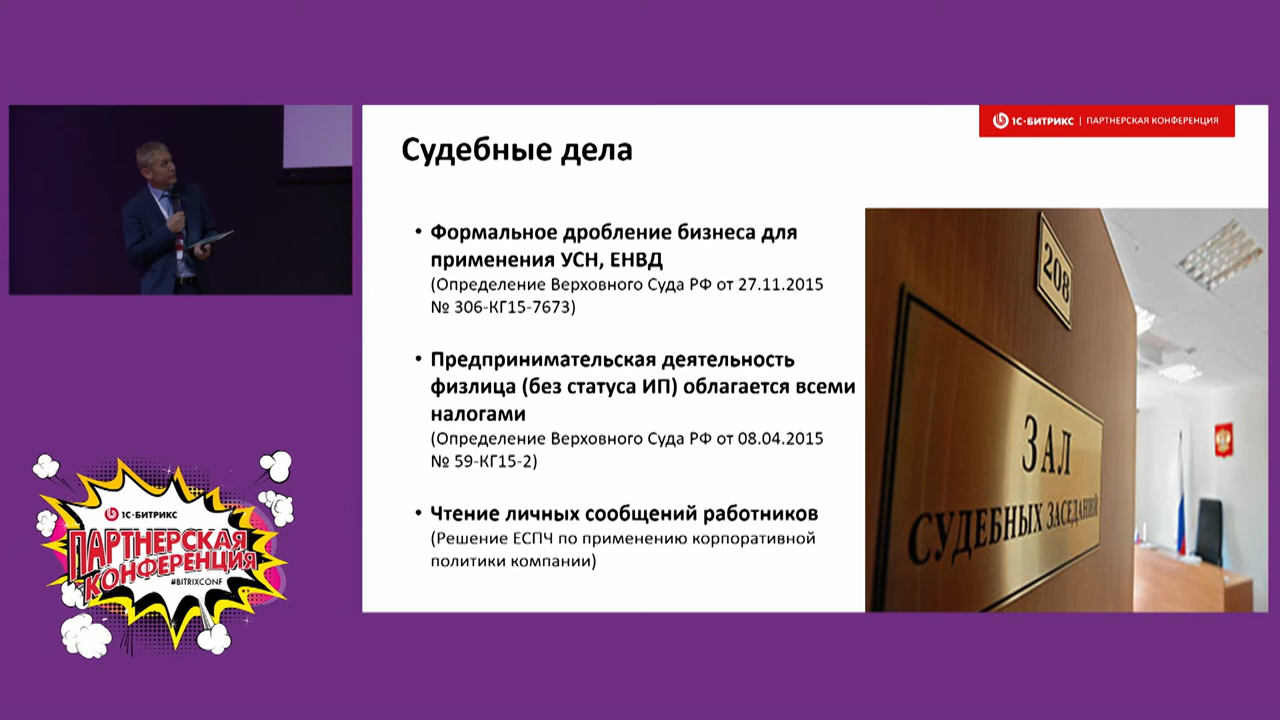 1С-БИТРИКС | ПАРТНЕРСКАЯ КОНФЕРЕНЦИЯ
Судебные дела
• Формальное дробление бизнеса для
применения УСН, ЕНВД
(Определение Верховного Суда РФ от 27.11.2015
№ 306-КГ15-7673)
• Предпринимательская деятельность
физлица (без статуса ИП) облагается всеми
налогами
(Определение Верховного Суда РФ от 08.04.2015
№ 59-КГ15-2)
• Чтение личных сообщений работников
(Решение ЕСПЧ по применению корпоративной
политики компании)
208
ЗАЛ
СУДЕБНЫХ ЗАСЕДАНИЙ
1С-БИТРИКС
ПАРТНЕРСКАЯ
КОНФЕРЕНЦИЯ
#BITRIXCONF